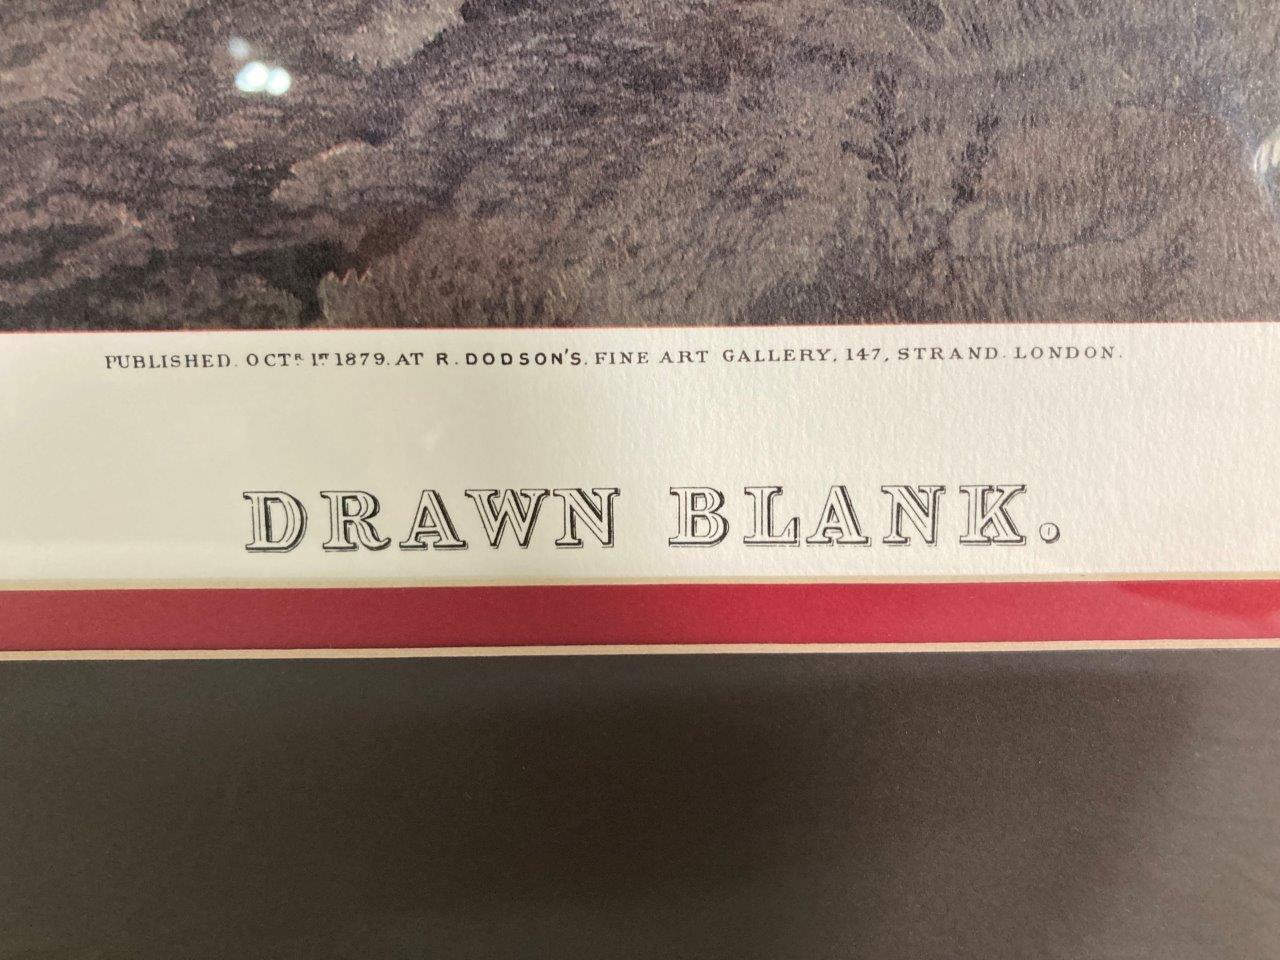 PUBLISHED. OCTR. 1ST 1879. AT R. DODSON'S. FINE ART GALLERY, 147, STRAND. LONDON.
DRAWN BLANK.